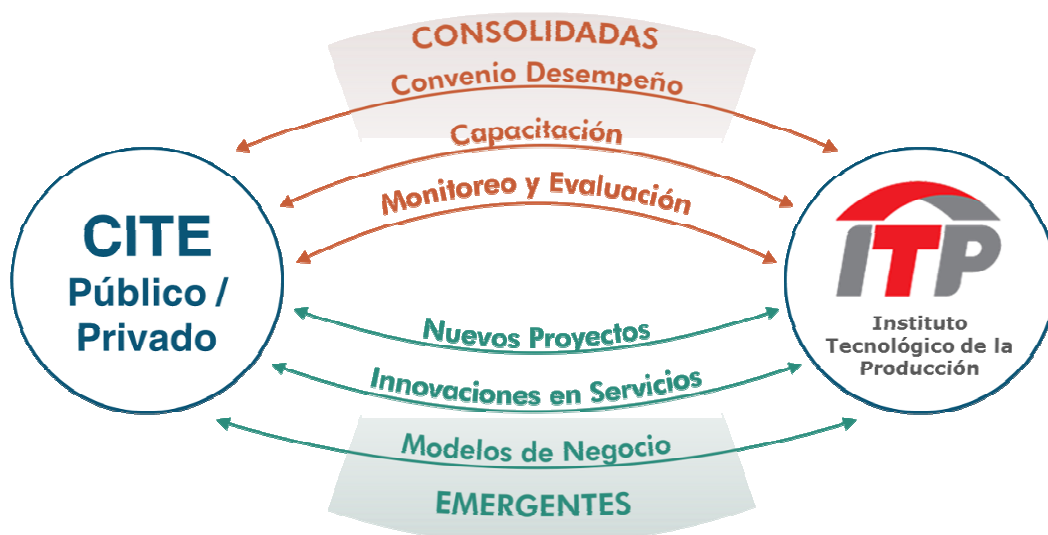 CONSOLIDADAS
Convenio Desempeño
Capacitación
Monitoreo y Evaluación
CITE
Público /
Privado
ITP
Instituto
Tecnológico de la
Producción
Nuevos Proyectos
Innovaciones en Servicios
Modelos de Negocio
EMERGENTES